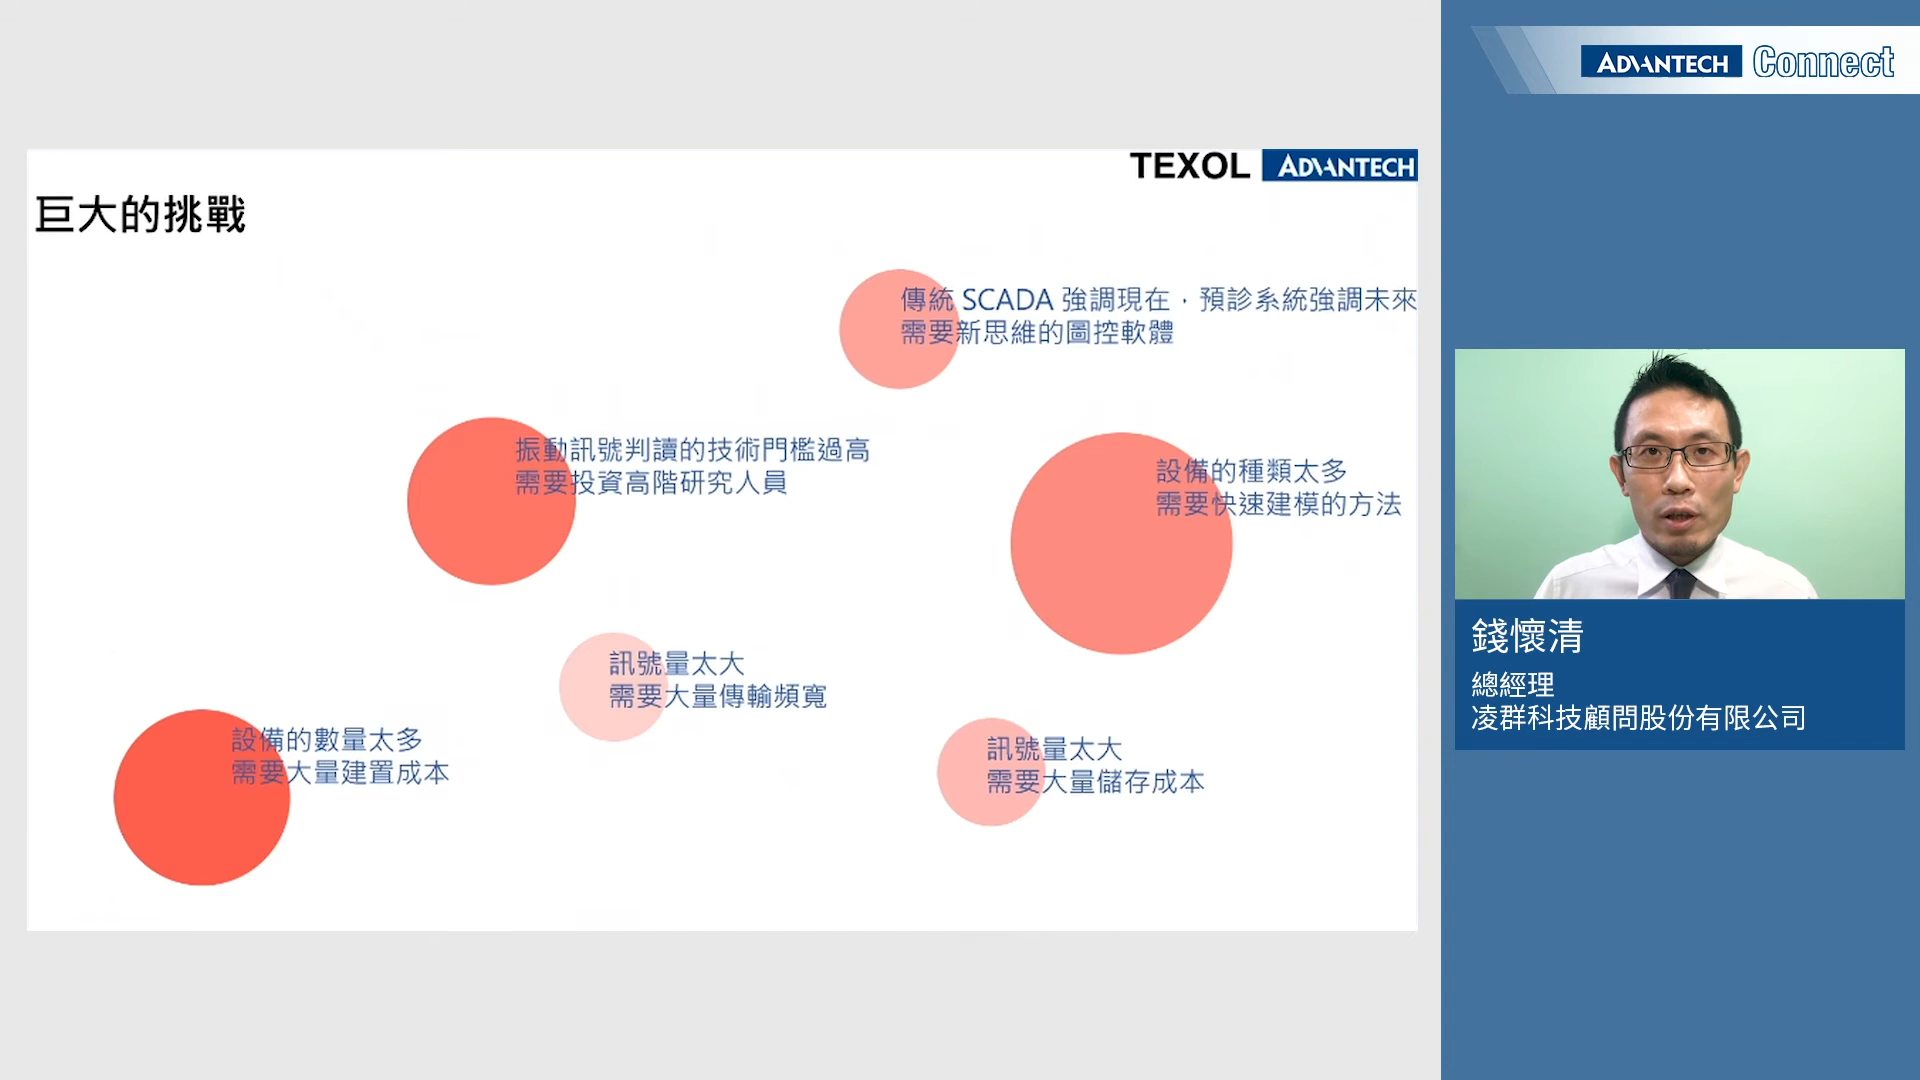 TEXOL ADVANTECH
巨大的挑戰
傳統 SCADA 強調現在，預診系統強調未來
需要新思維的圖控軟體
振動訊號判讀的技術門檻過高
需要投資高階研究人員
設備的種類太多
需要快速建模的方法
訊號量太大
需要大量傳輸頻寬
設備的數量太多
需要大量建置成本
訊號量太大
需要大量儲存成本
ADVANTECH Connect
錢懷清
總經理
凌群科技顧問股份有限公司